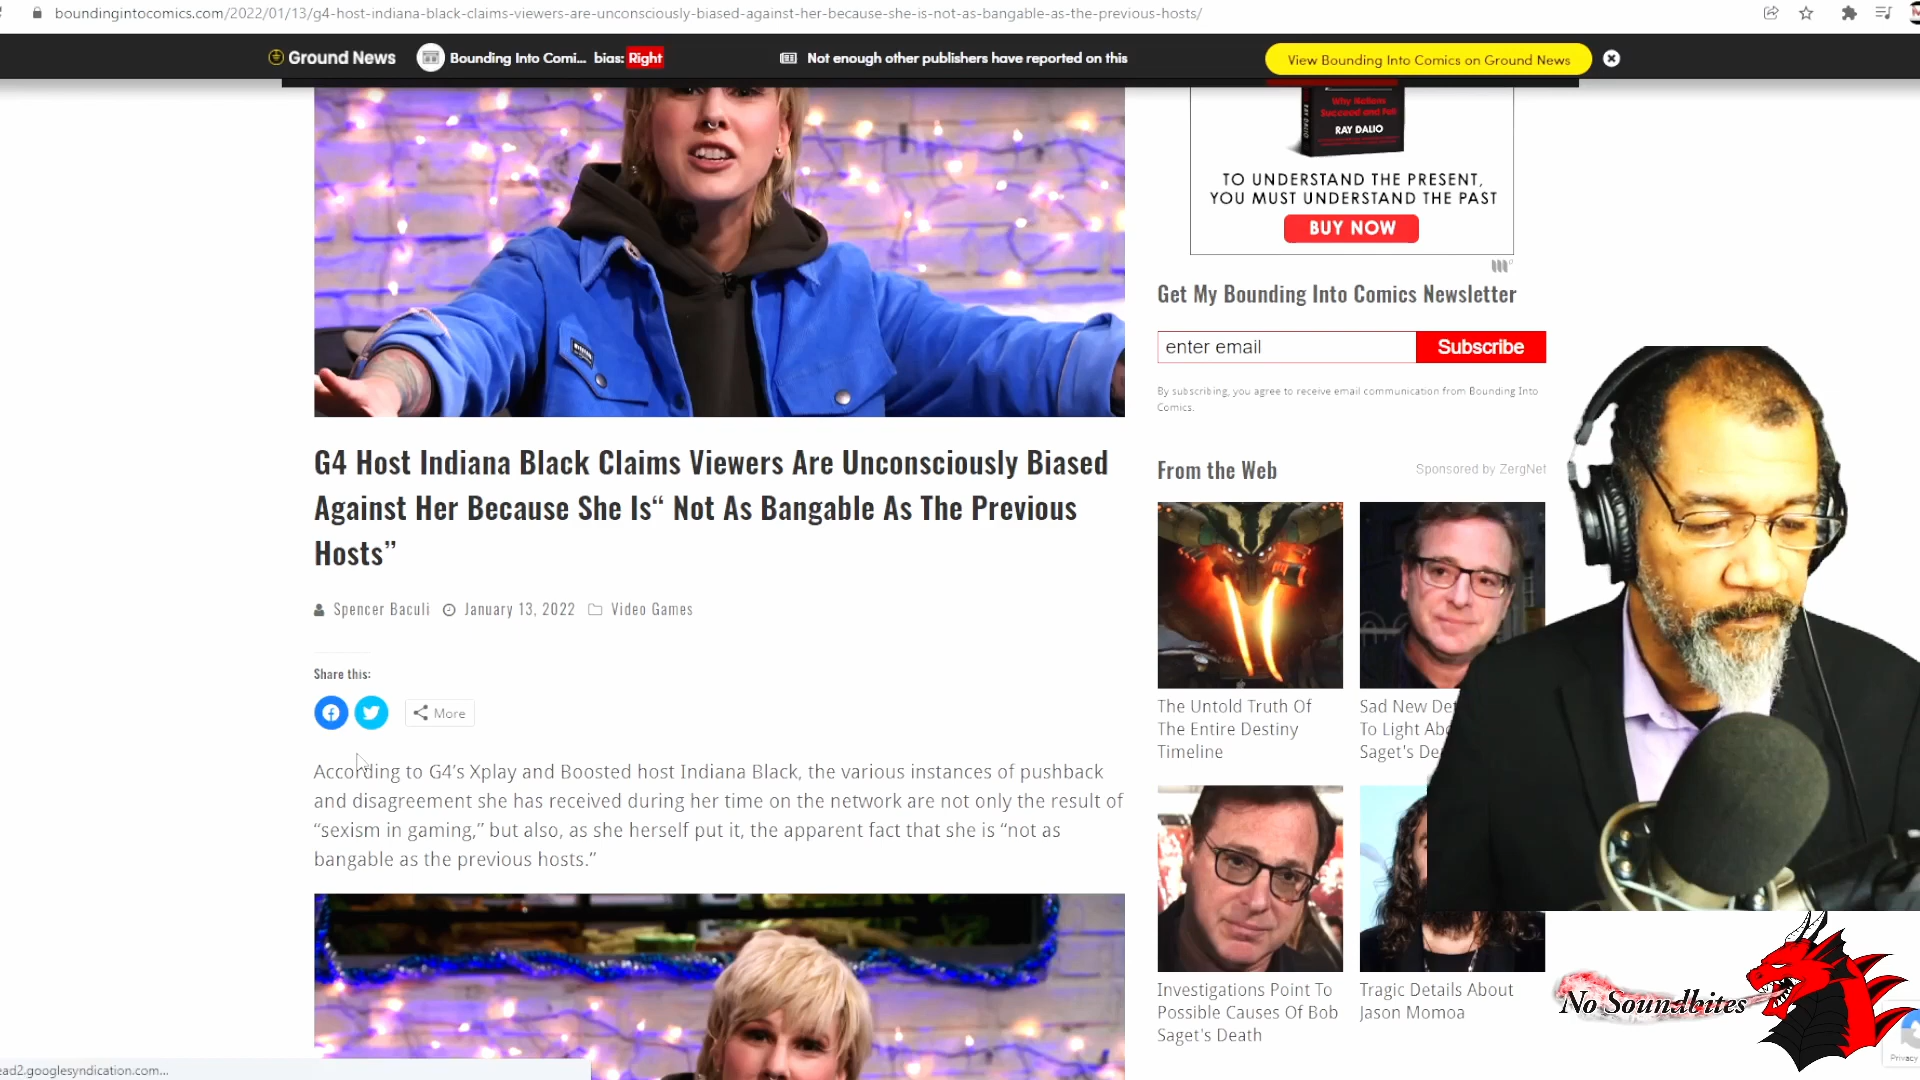 boundingintocomics.com/2022/01/13/g4-host-indiana-black-claims-viewers-are-unconsciously-biased-against-her-because-she-is-not-as-bangable-as-the-previous-hosts/
Ground News
Bounding Into Comi... bias: Right
Not enough other publishers have reported on this
View Bounding Into Comics on Ground News
Why Nations
Succeed and Fail
RAY DALIO
TO UNDERSTAND THE PRESENT,
YOU MUST UNDERSTAND THE PAST
BUY NOW
Get My Bounding Into Comics Newsletter
enter email
Subscribe
By subscribing, you agree to receive email communication from Bounding Into
Comics.
G4 Host Indiana Black Claims Viewers Are Unconsciously Biased
Against Her Because She Is“ Not As Bangable As The Previous
Hosts”
Spencer Baculi January 13, 2022 Video Games
Share this:
More
According to G4’s Xplay and Boosted host Indiana Black, the various instances of pushback
and disagreement she has received during her time on the network are not only the result of
“sexism in gaming,” but also, as she herself put it, the apparent fact that she is “not as
bangable as the previous hosts.”
From the Web
Sponsored by ZergNet
The Untold Truth Of
The Entire Destiny
Timeline
Sad New De
To Light Abo
Saget's De
Investigations Point To
Possible Causes Of Bob
Saget's Death
Tragic Details About
Jason Momoa
No Soundbites
Privacy
ead2.googlesyndication.com...